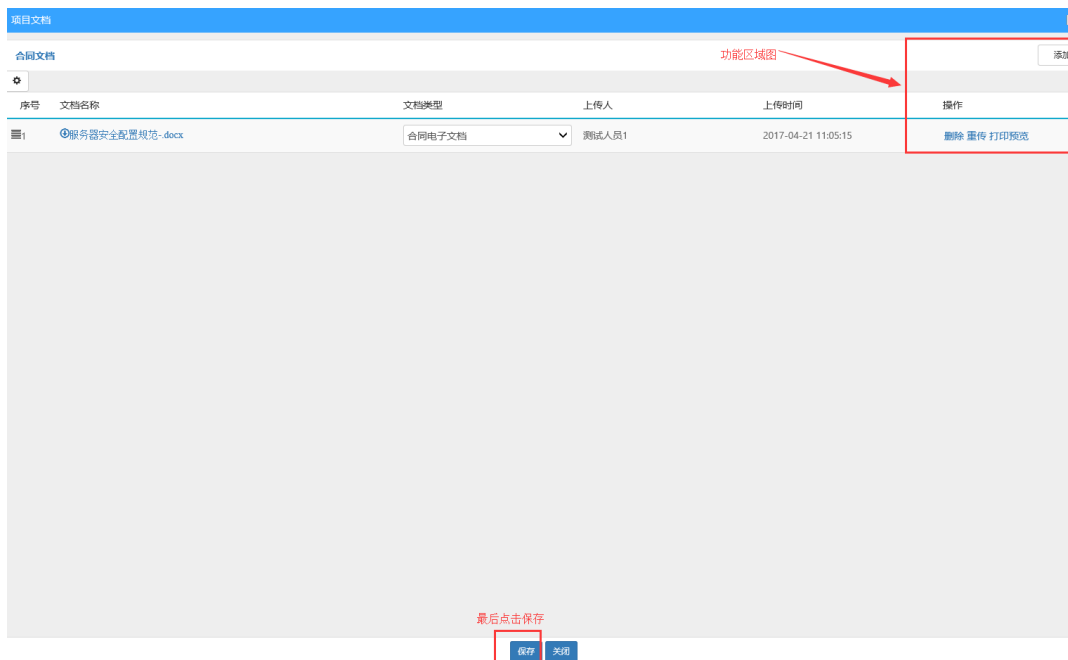 项目文档
合同文档
功能区域图
添加
序号 文档名称 文档类型 上传人 上传时间 操作
1 服务器安全配置规范-.docx 合同电子文档 测试人员1 2017-04-21 11:05:15 删除 重传 打印预览
最后点击保存
保存 关闭